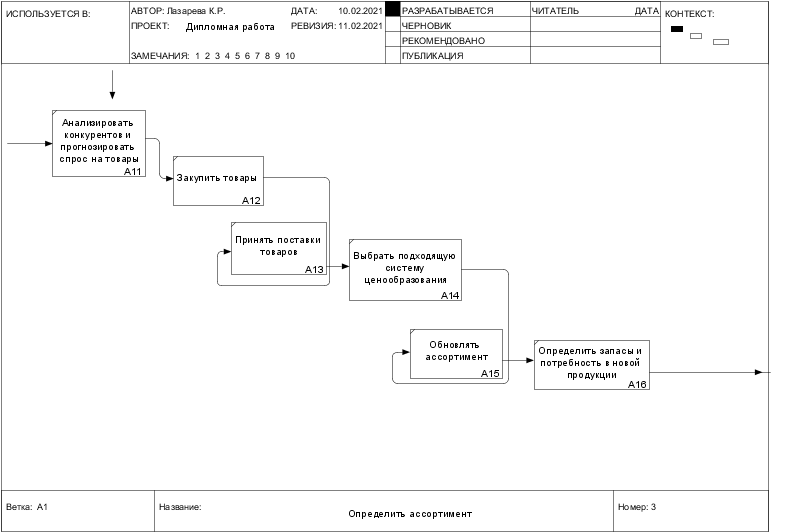 ИСПОЛЬЗУЕТСЯ В:
АВТОР: Лазарева К.Р.
ДАТА: 10.02.2021
ПРОЕКТ: Дипломная работа
РЕВИЗИЯ: 11.02.2021
ЗАМЕЧАНИЯ: 1 2 3 4 5 6 7 8 9 10
РАЗРАБАТЫВАЕТСЯ
ЧЕРНОВИК
РЕКОМЕНДОВАНО
ПУБЛИКАЦИЯ
ЧИТАТЕЛЬ
ДАТА
КОНТЕКСТ:
Анализировать
конкурентов и
прогнозировать
спрос на товары
A11
Закупить товары
A12
Принять поставки
товаров
A13
Выбрать подходящую
систему
ценообразования
A14
Обновлять
ассортимент
A15
Определить запасы и
потребность в новой
продукции
A16
Ветка: A1
Название:
Определить ассортимент
Номер: 3